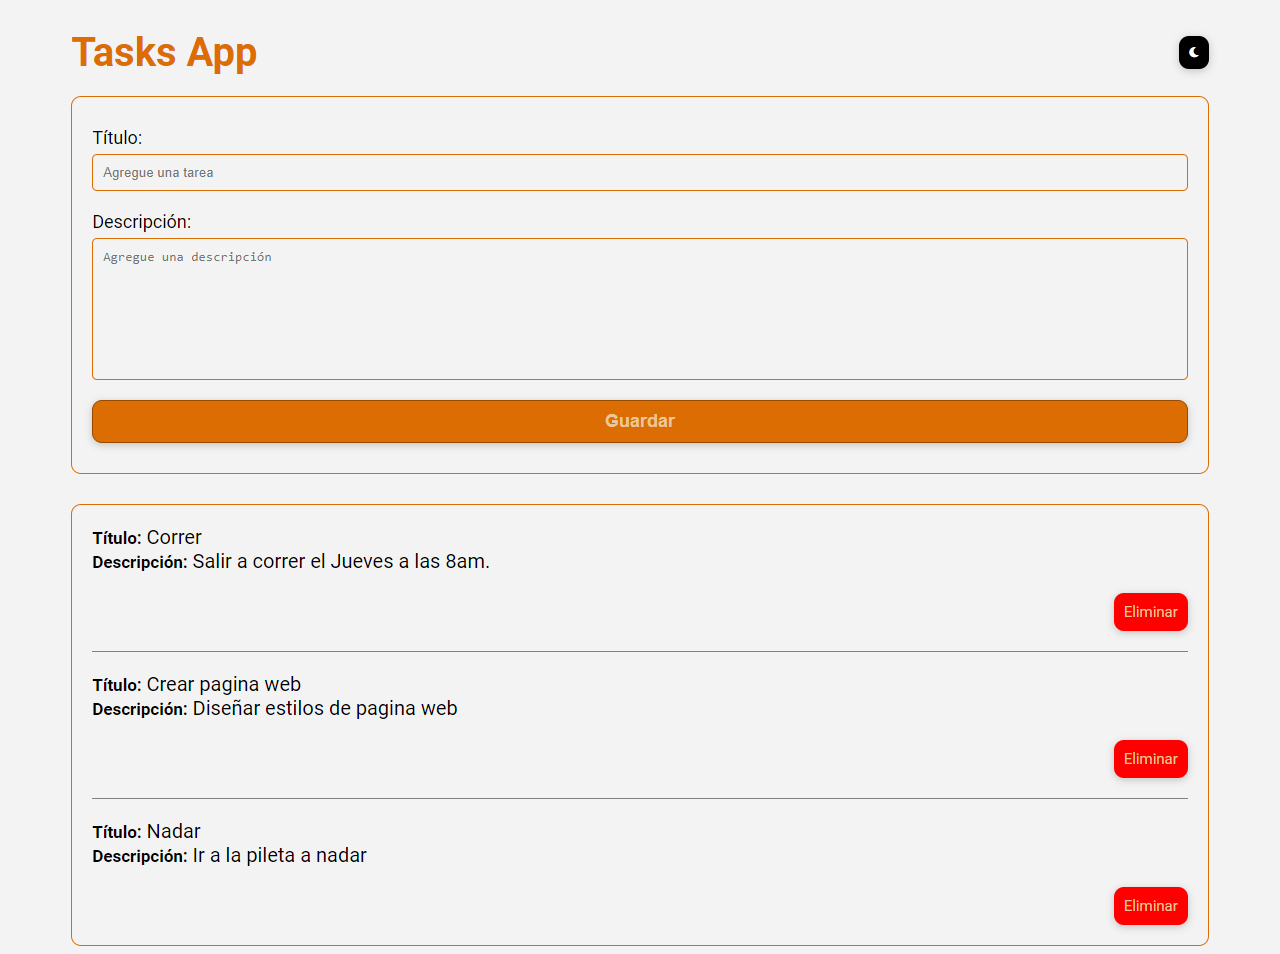 Tasks App
Título:
Agregue una tarea
Descripción:
Agregue una descripción
Guardar
Título: Correr
Descripción: Salir a correr el Jueves a las 8am.
Eliminar
Título: Crear pagina web
Descripción: Diseñar estilos de pagina web
Eliminar
Título: Nadar
Descripción: Ir a la pileta a nadar
Eliminar